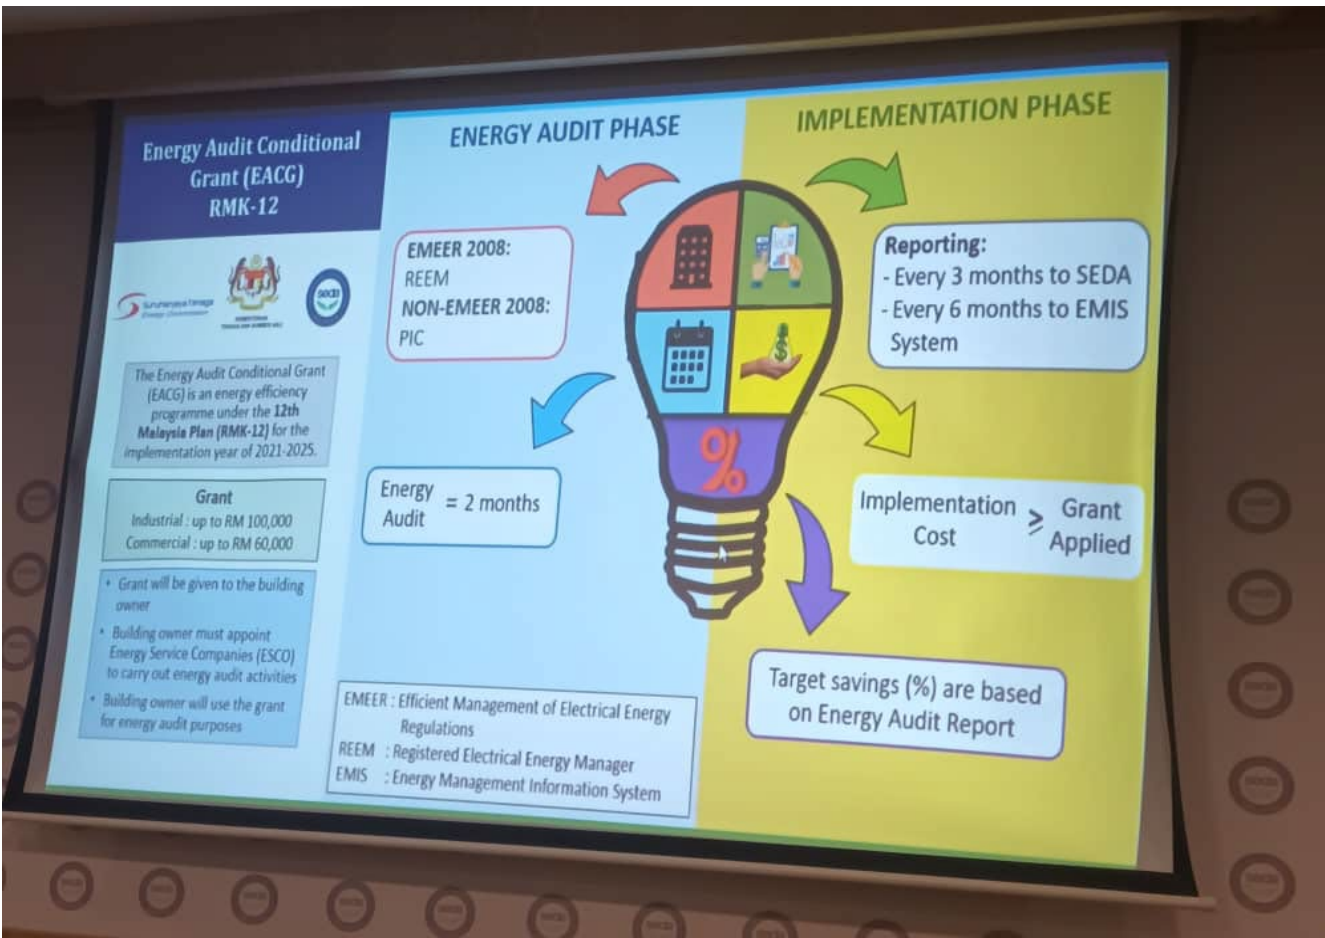 Energy Audit Conditional
Grant (EACG)
RMK-12
Suruhanjaya Tenaga
Energy Commission
seda
The Energy Audit Conditional Grant
(EACG) is an energy efficiency
programme under the 12th
Malaysia Plan (RMK-12) for the
implementation year of 2021-2025.
Grant
Industrial : up to RM 100,000
Commercial : up to RM 60,000
• Grant will be given to the building
owner
• Building owner must appoint
Energy Service Companies (ESCO)
to carry out energy audit activities
• Building owner will use the grant
for energy audit purposes
ENERGY AUDIT PHASE
EMEER 2008:
REEM
NON-EMEER 2008:
PIC
Energy
Audit = 2 months
EMEER : Efficient Management of Electrical Energy
Regulations
REEM : Registered Electrical Energy Manager
EMIS : Energy Management Information System
%
IMPLEMENTATION PHASE
Reporting:
- Every 3 months to SEDA
- Every 6 months to EMIS
System
Implementation
Cost
≥
Grant
Applied
Target savings (%) are based
on Energy Audit Report